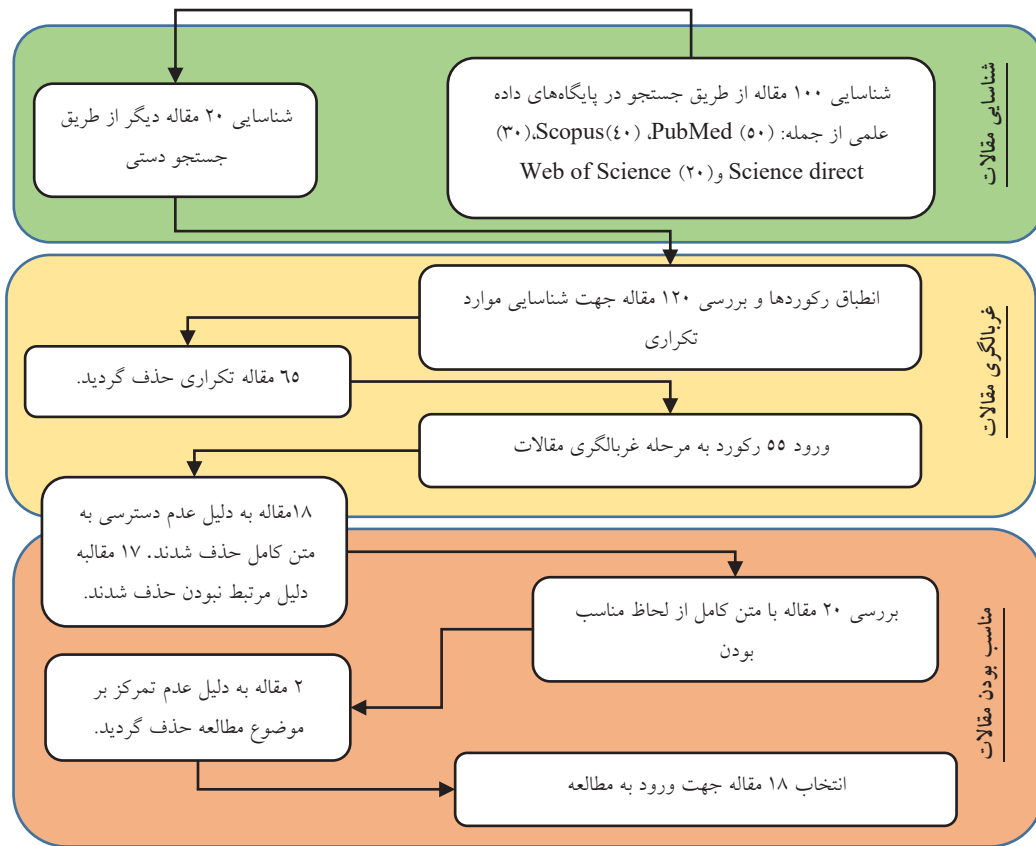 شناسایی مقالات
شناسایی ۱۰۰ مقاله از طریق جستجو در پایگاه‌های داده
علمی از جمله: PubMed (۵۰)، Scopus(٤۰)،(۳۰)
Science direct و(۲۰) Web of Science
شناسایی ۲۰ مقاله دیگر از طریق
جستجو دستی
غربالگری مقالات
انطباق رکوردها و بررسی ۱۲۰ مقاله جهت شناسایی موارد
تکراری
٦٥ مقاله تکراری حذف گردید.
ورود ٥٥ رکورد به مرحله غربالگری مقالات
۱۸مقاله به دلیل عدم دسترسی به
متن کامل حذف شدند. ۱۷ مقالبه
دلیل مرتبط نبودن حذف شدند.
مناسب بودن مقالات
بررسی ۲۰ مقاله با متن کامل از لحاظ مناسب
بودن
۲ مقاله به دلیل عدم تمرکز بر
موضوع مطالعه حذف گردید.
انتخاب ۱۸ مقاله جهت ورود به مطالعه